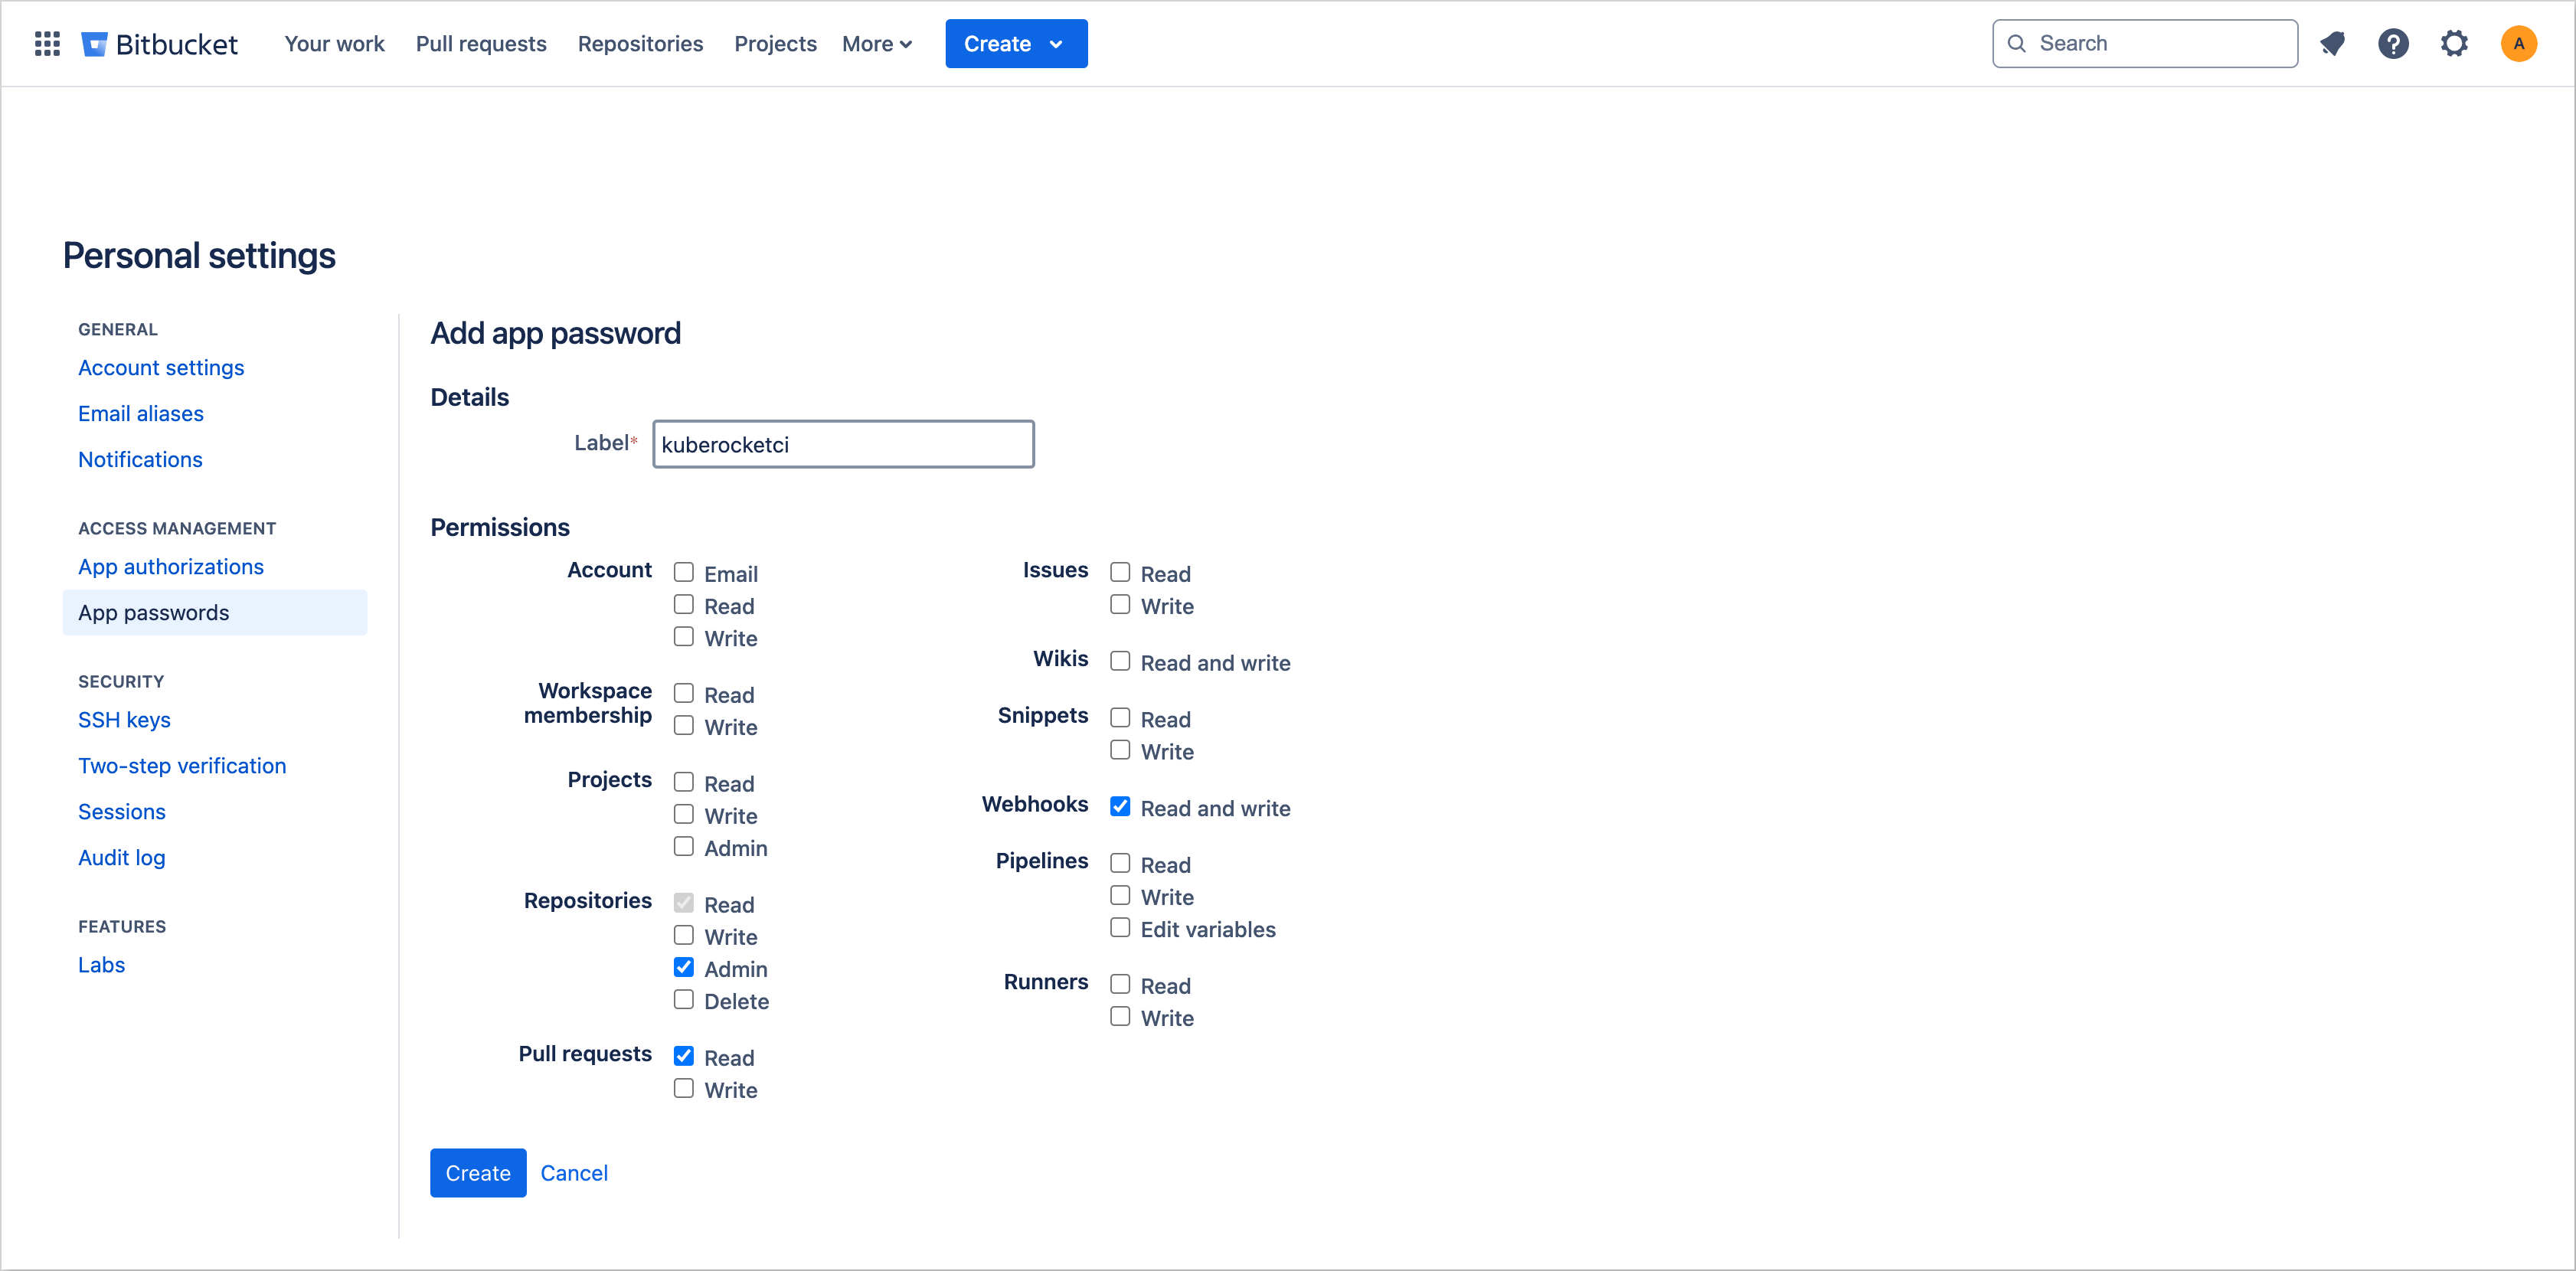 Bitbucket Your work Pull requests Repositories Projects More Create Search A
Personal settings
GENERAL
Account settings
Email aliases
Notifications
ACCESS MANAGEMENT
App authorizations
App passwords
SECURITY
SSH keys
Two-step verification
Sessions
Audit log
FEATURES
Labs
Add app password
Details
Label* kuberocketci
Permissions
Account Email
Read
Write
Workspace membership Read
Write
Projects Read
Write
Admin
Repositories Read
Write
Admin
Delete
Pull requests Read
Write
Issues Read
Write
Wikis Read and write
Snippets Read
Write
Webhooks Read and write
Pipelines Read
Write
Edit variables
Runners Read
Write
Create Cancel